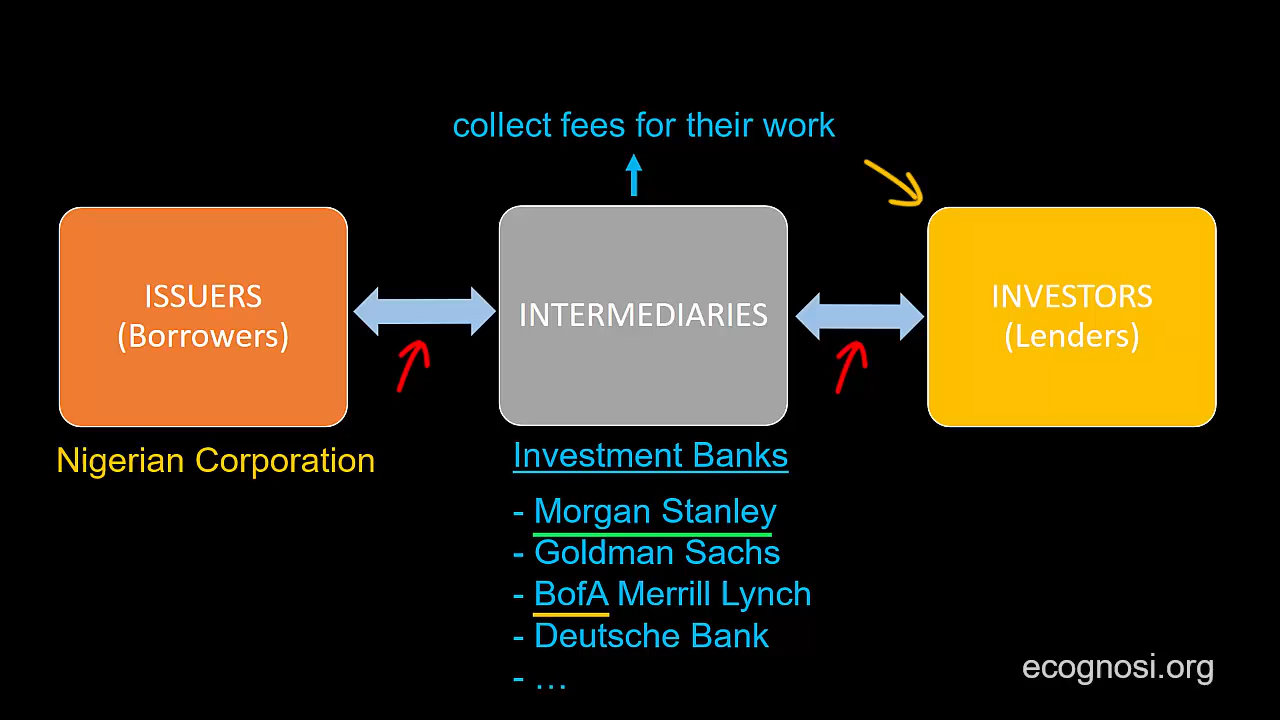 collect fees for their work
ISSUERS
(Borrowers)
INTERMEDIARIES
INVESTORS
(Lenders)
Nigerian Corporation
Investment Banks
- Morgan Stanley
- Goldman Sachs
- BofA Merrill Lynch
- Deutsche Bank
- …
ecognosi.org